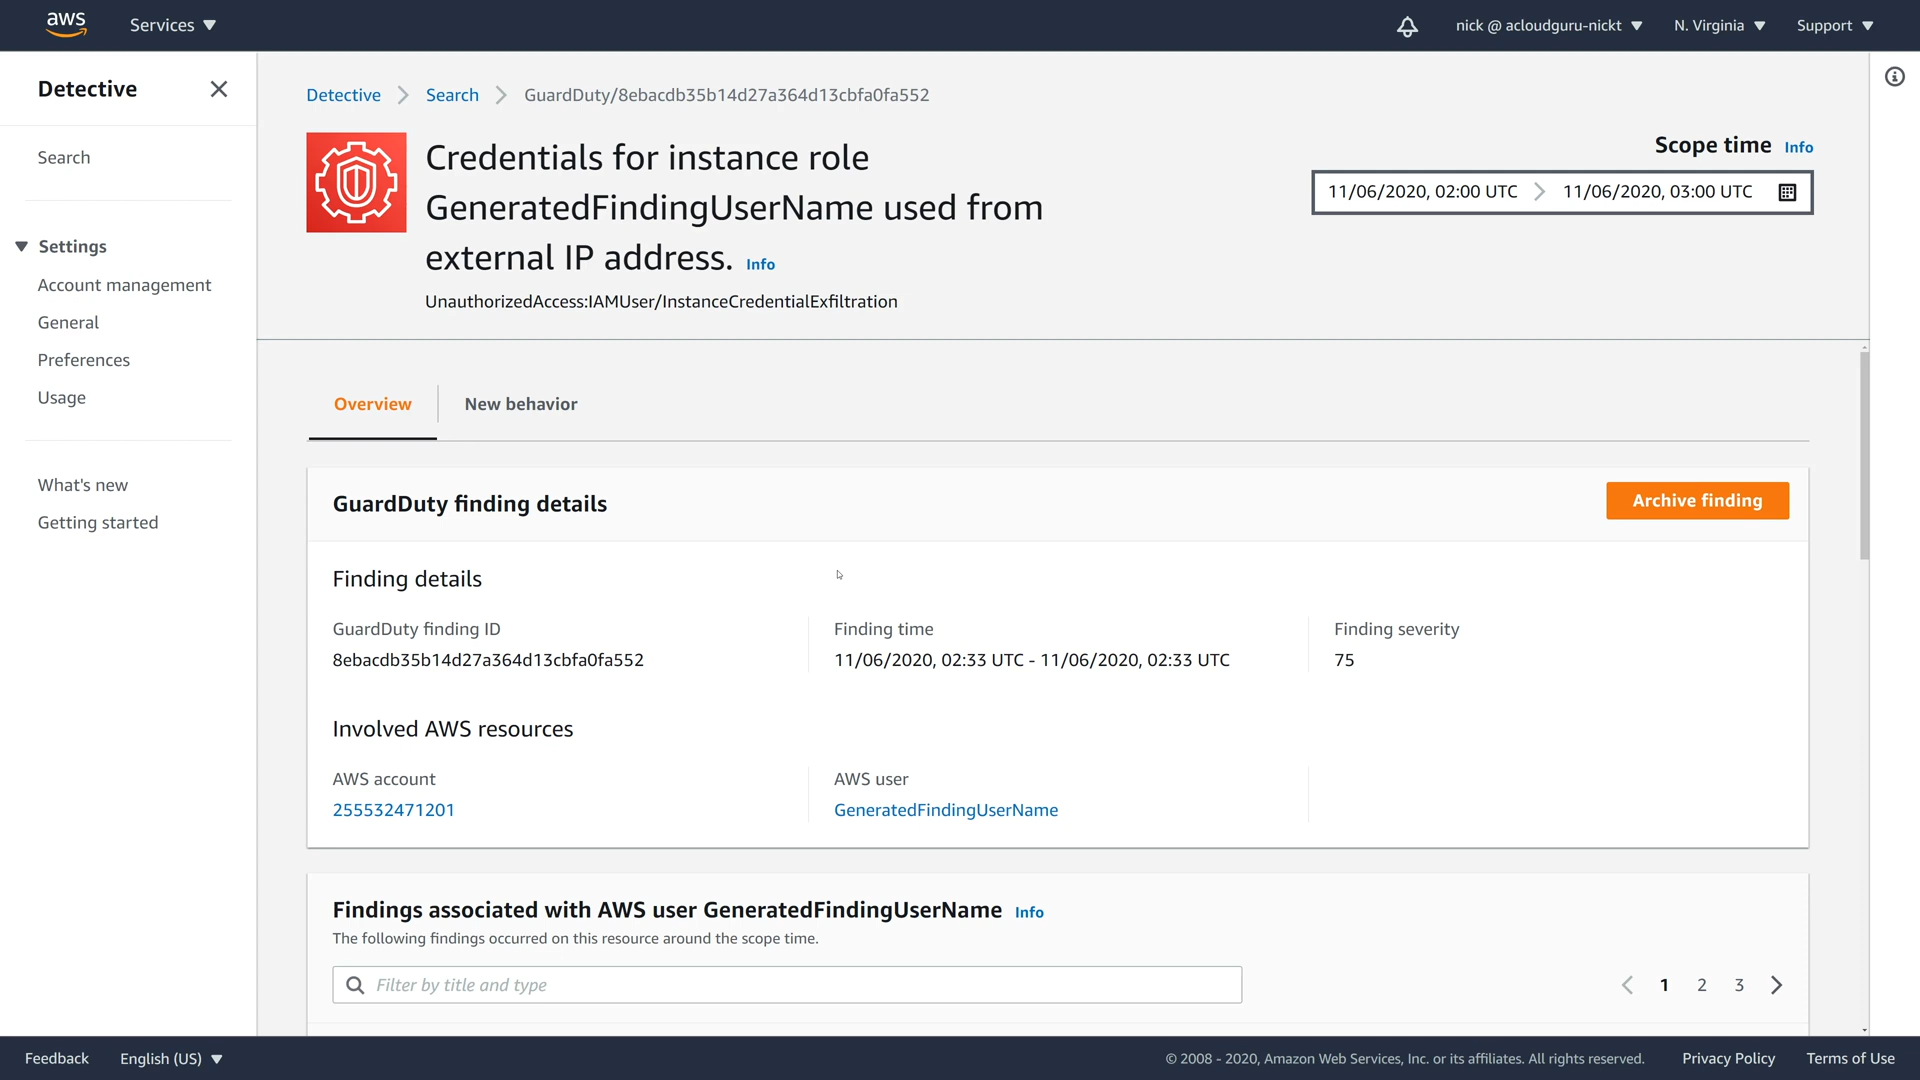 aws
Services
nick @ acloudguru-nickt
N. Virginia
Support
Detective
Search
Settings
Account management
General
Preferences
Usage
What's new
Getting started
Detective
Search
GuardDuty/8ebacdb35b14d27a364d13cbfa0fa552
Credentials for instance role
GeneratedFindingUserName used from
external IP address. Info
UnauthorizedAccess:IAMUser/InstanceCredentialExfiltration
Scope time Info
11/06/2020, 02:00 UTC
11/06/2020, 03:00 UTC
Overview
New behavior
GuardDuty finding details
Archive finding
Finding details
GuardDuty finding ID
8ebacdb35b14d27a364d13cbfa0fa552
Finding time
11/06/2020, 02:33 UTC - 11/06/2020, 02:33 UTC
Finding severity
75
Involved AWS resources
AWS account
255532471201
AWS user
GeneratedFindingUserName
Findings associated with AWS user GeneratedFindingUserName Info
The following findings occurred on this resource around the scope time.
Filter by title and type
1 2 3
Feedback
English (US)
© 2008 - 2020, Amazon Web Services, Inc. or its affiliates. All rights reserved.
Privacy Policy
Terms of Use